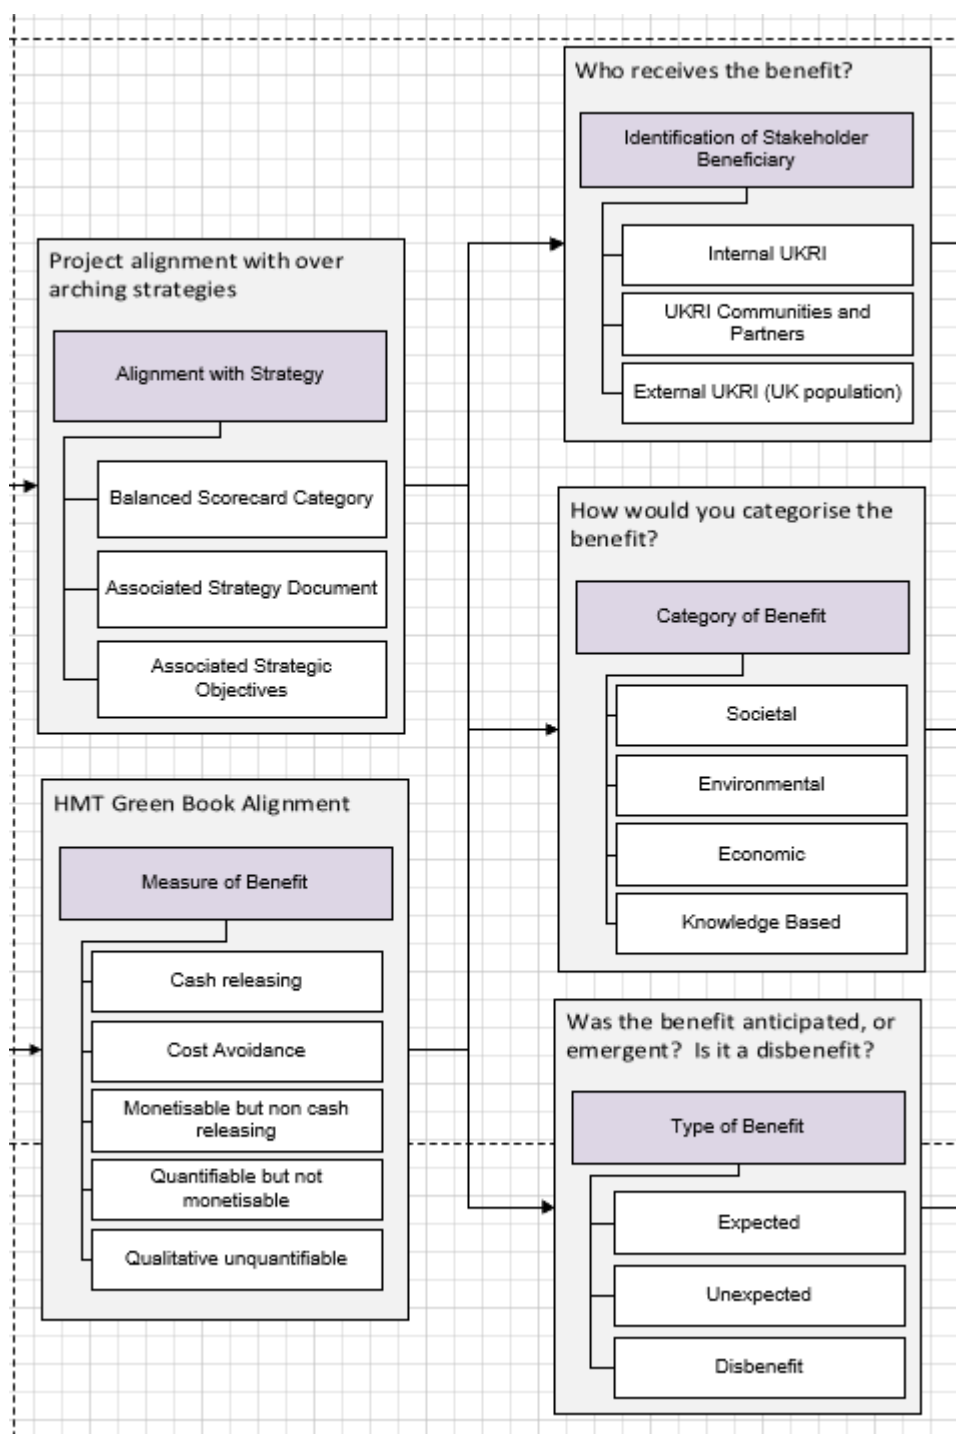 Project alignment with over
arching strategies
Alignment with Strategy
Balanced Scorecard Category
Associated Strategy Document
Associated Strategic
Objectives
HMT Green Book Alignment
Measure of Benefit
Cash releasing
Cost Avoidance
Monetisable but non cash
releasing
Quantifiable but not
monetisable
Qualitative unquantifiable
Who receives the benefit?
Identification of Stakeholder
Beneficiary
Internal UKRI
UKRI Communities and
Partners
External UKRI (UK population)
How would you categorise the
benefit?
Category of Benefit
Societal
Environmental
Economic
Knowledge Based
Was the benefit anticipated, or
emergent?  Is it a disbenefit?
Type of Benefit
Expected
Unexpected
Disbenefit